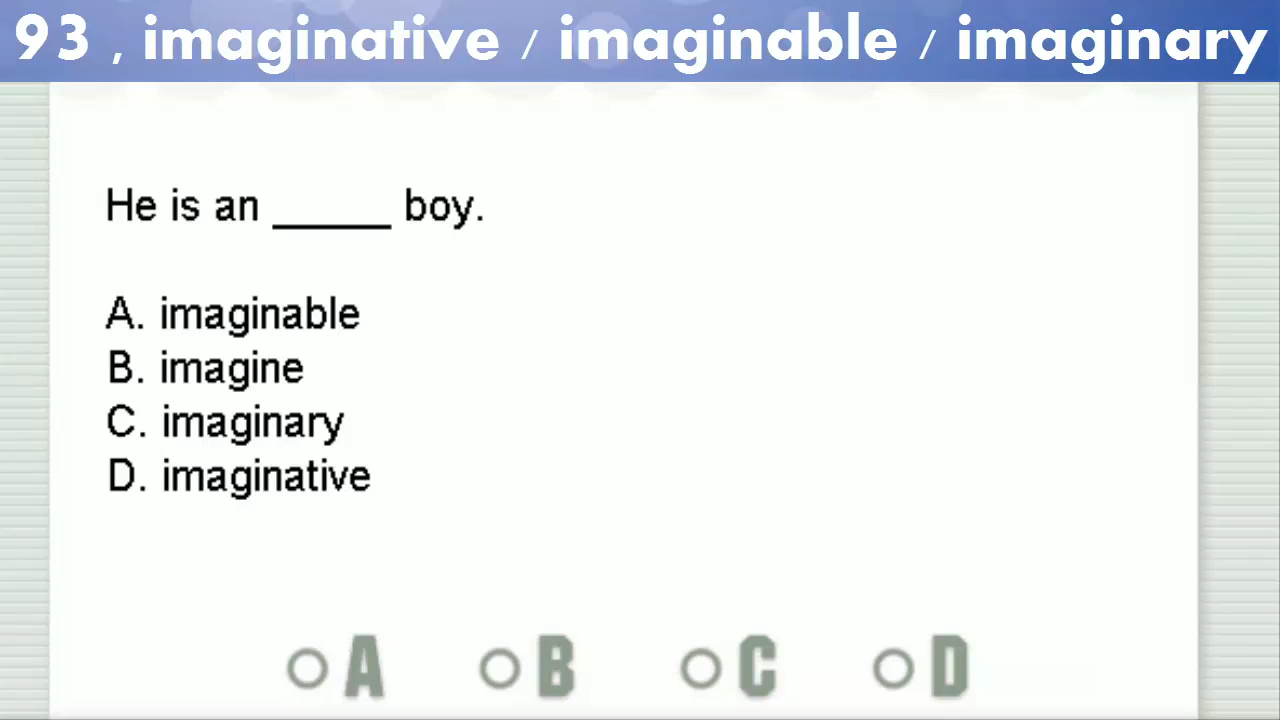 93 , imaginative / imaginable / imaginary
He is an _____ boy.
A. imaginable
B. imagine
C. imaginary
D. imaginative
A B C D